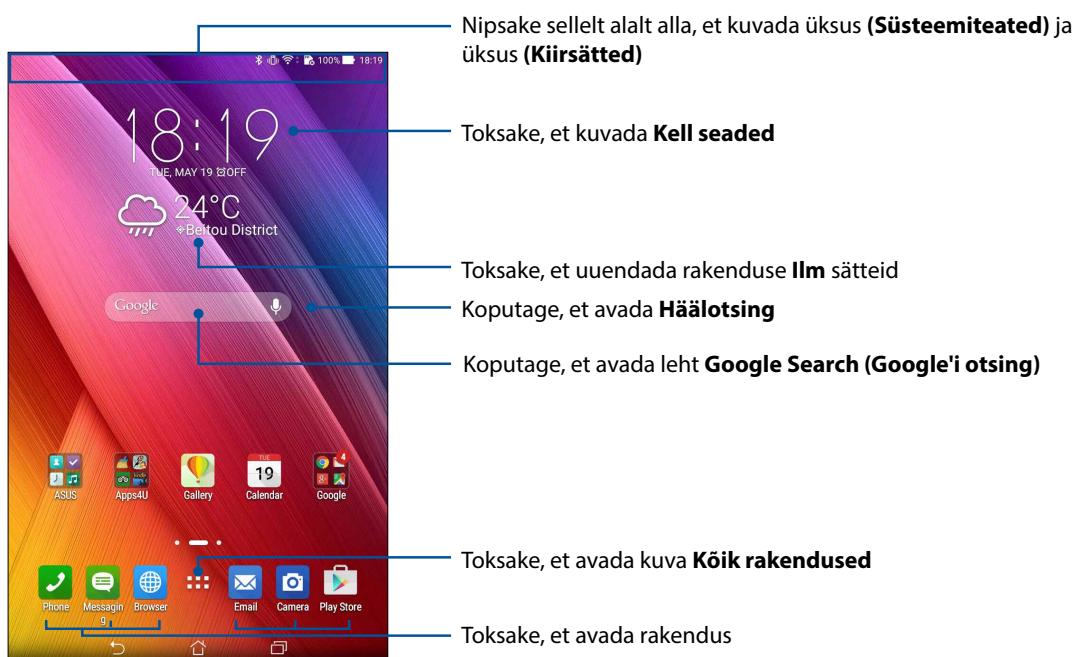 Nipsake sellelt alalt alla, et kuvada üksus (Süsteemiteated) ja
üksus (Kiirsätted)
100% 18:19
18:19
TUE, MAY 19 OFF
24°C
Beitou District
Google
Toksake, et kuvada Kell seaded
Toksake, et uuendada rakenduse Ilm sätteid
Koputage, et avada Häälotsing
Koputage, et avada leht Google Search (Google'i otsing)
kindle
TUE
19
4
8+
ASUS Apps4U Gallery Calendar Google
Toksake, et avada kuva Kõik rakendused
Phone Messagin Browser Email Camera Play Store
g
Toksake, et avada rakendus